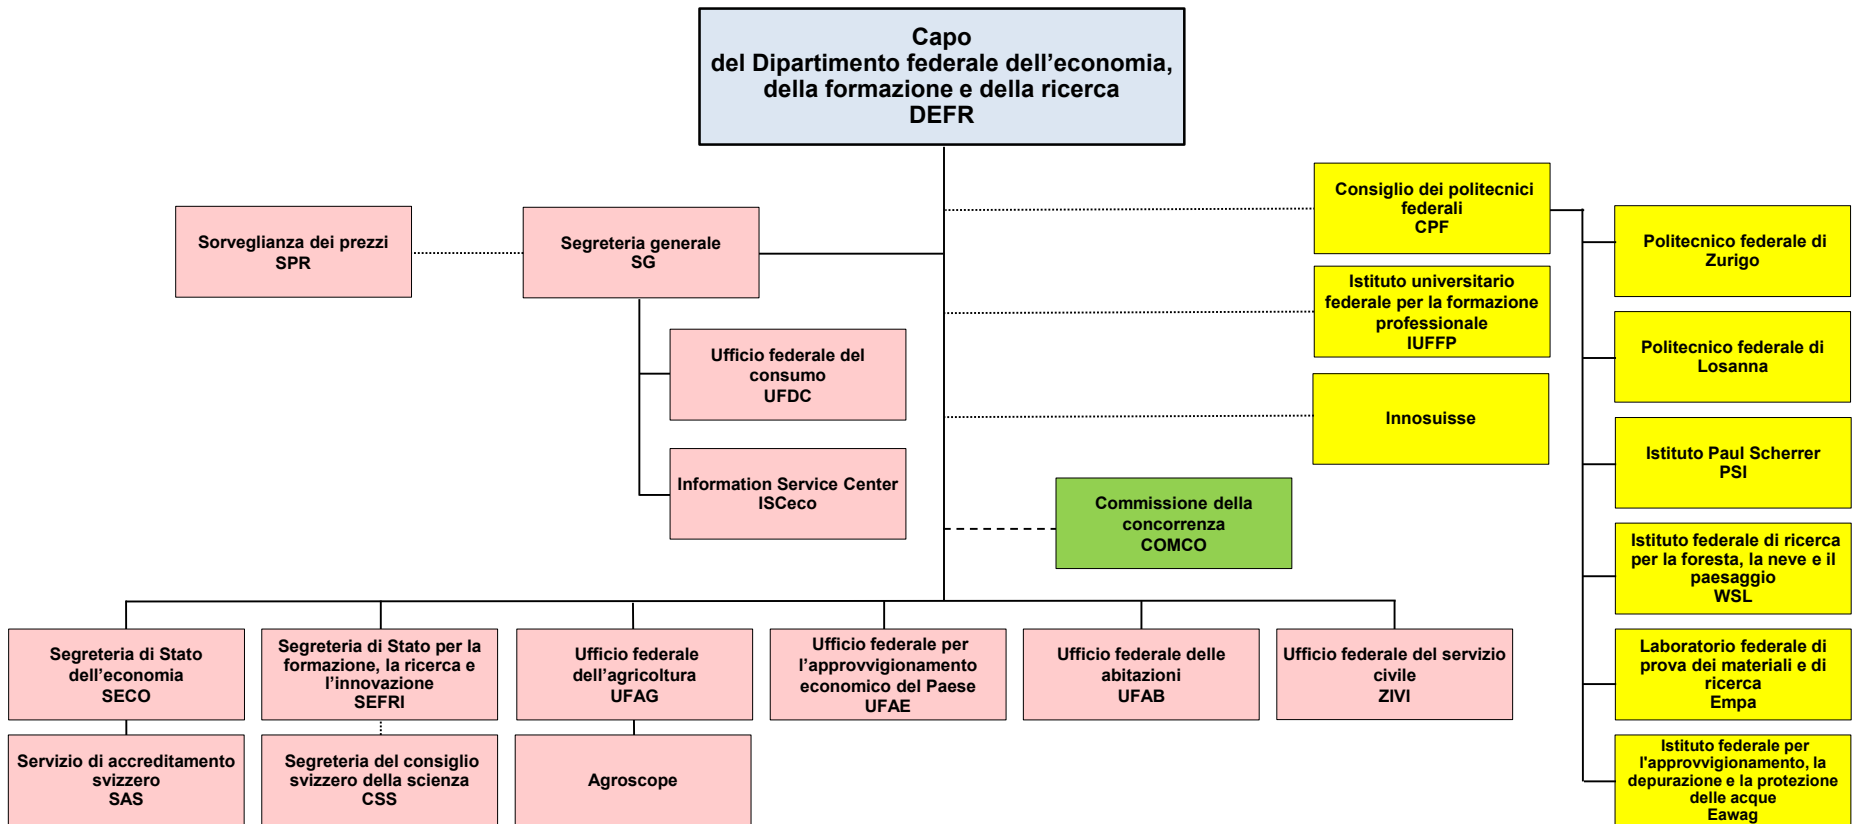 Capo
del Dipartimento federale dell’economia,
della formazione e della ricerca
DEFR
Consiglio dei politecnici
federali
CPF
Sorveglianza dei prezzi
SPR
Segreteria generale
SG
Politecnico federale di
Zurigo
Istituto universitario
federale per la formazione
professionale
IUFFP
Ufficio federale del
consumo
UFDC
Politecnico federale di
Losanna
Innosuisse
Istituto Paul Scherrer
PSI
Information Service Center
ISCeco
Commissione della
concorrenza
COMCO
Istituto federale di ricerca
per la foresta, la neve e il
paesaggio
WSL
Segreteria di Stato
dell’economia
SECO
Segreteria di Stato per la
formazione, la ricerca e
l’innovazione
SEFRI
Ufficio federale
dell’agricoltura
UFAG
Ufficio federale per
l’approvvigionamento
economico del Paese
UFAE
Ufficio federale delle
abitazioni
UFAB
Ufficio federale del servizio
civile
ZIVI
Laboratorio federale di
prova dei materiali e di
ricerca
Empa
Servizio di accreditamento
svizzero
SAS
Segreteria del consiglio
svizzero della scienza
CSS
Agroscope
Istituto federale per
l'approvvigionamento, la
depurazione e la protezione
delle acque
Eawag